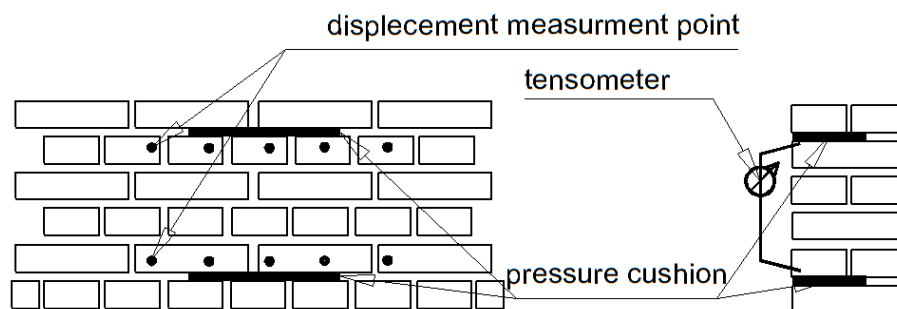 displecement measurment point
tensometer
pressure cushion